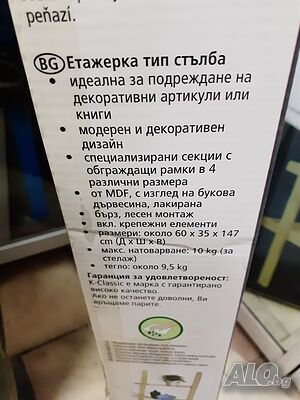 peňazí.
BG Етажерка тип стълба
• идеална за подреждане на
декоративни артикули или
книги
• модерен и декоративен
дизайн
• специализирани секции с
обграждащи рамки в 4
различни размера
• от MDF, с изглед на букова
дървесина, лакирана
• бърз, лесен монтаж
• вкл. крепежни елементи
размери: около 60 x 35 x 147
cm (Д x Ш x В)
• макс. натоварване: 10 kg (за
стелаж)
• тегло: около 9,5 kg
Гаранция за удовлетвореност:
K-Classic е марка с гарантирано
високо качество.
Ако не останете доволни, Ви
връщаме парите.
ALO.bg